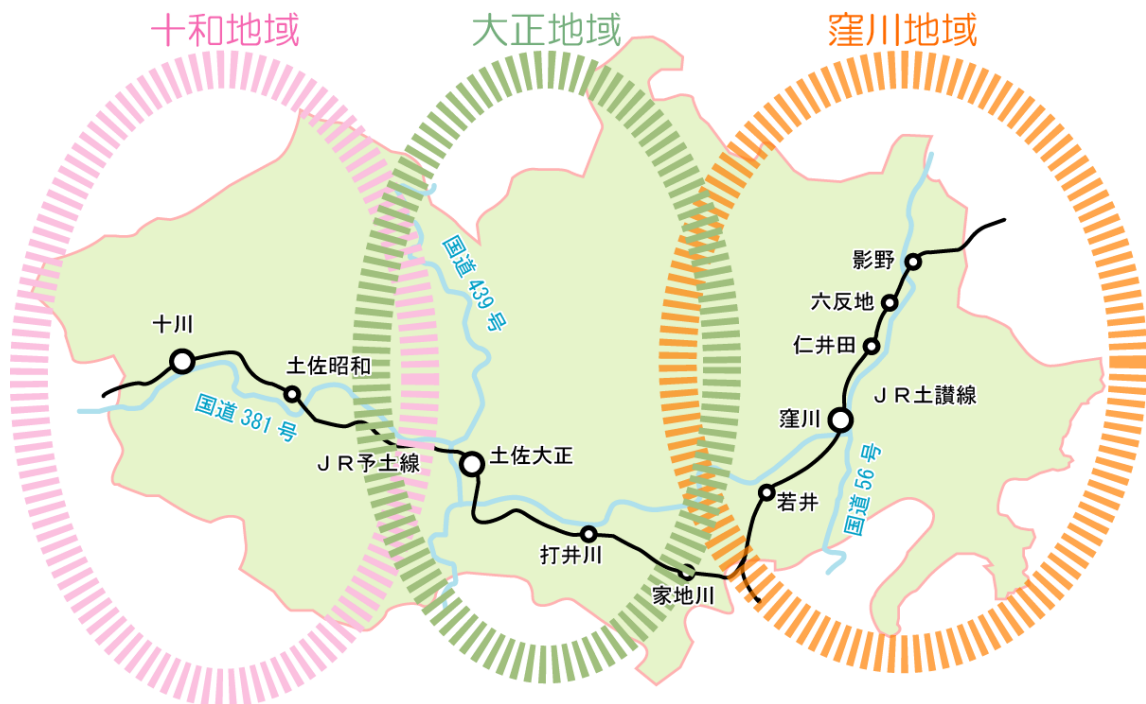 十和地域
大正地域
窪川地域
国道439号
影野
六反地
仁井田
十川
土佐昭和
国道381号
JR土讃線
窪川
JR予土線
土佐大正
国道56号
若井
打井川
家地川